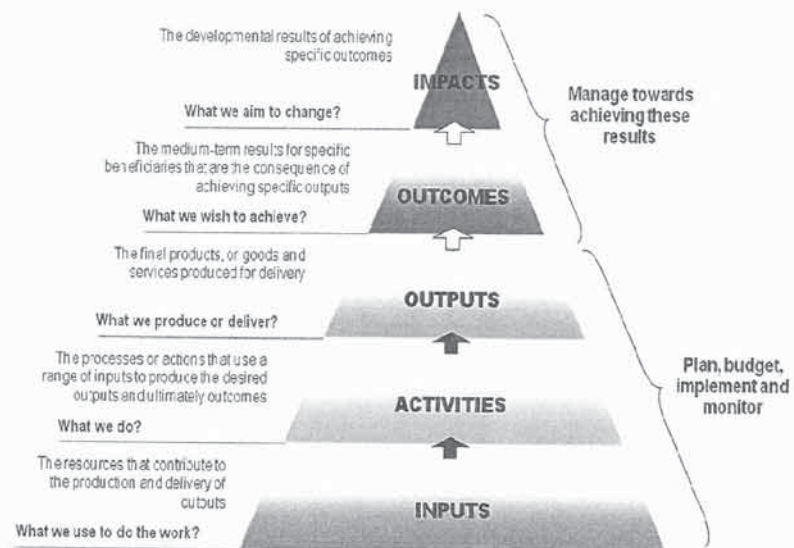 The developmental results of achieving
specific outcomes
IMPACTS
What we aim to change?
Manage towards
achieving these
results
The medium-term results for specific
beneficiaries that are the consequence of
achieving specific outputs
OUTCOMES
What we wish to achieve?
The final products, or goods and
services produced for delivery
OUTPUTS
What we produce or deliver?
The processes or actions that use a
range of inputs to produce the desired
outputs and ultimately outcomes
ACTIVITIES
What we do?
Plan, budget,
implement and
monitor
The resources that contribute to
the production and delivery of
outputs
INPUTS
What we use to do the work?